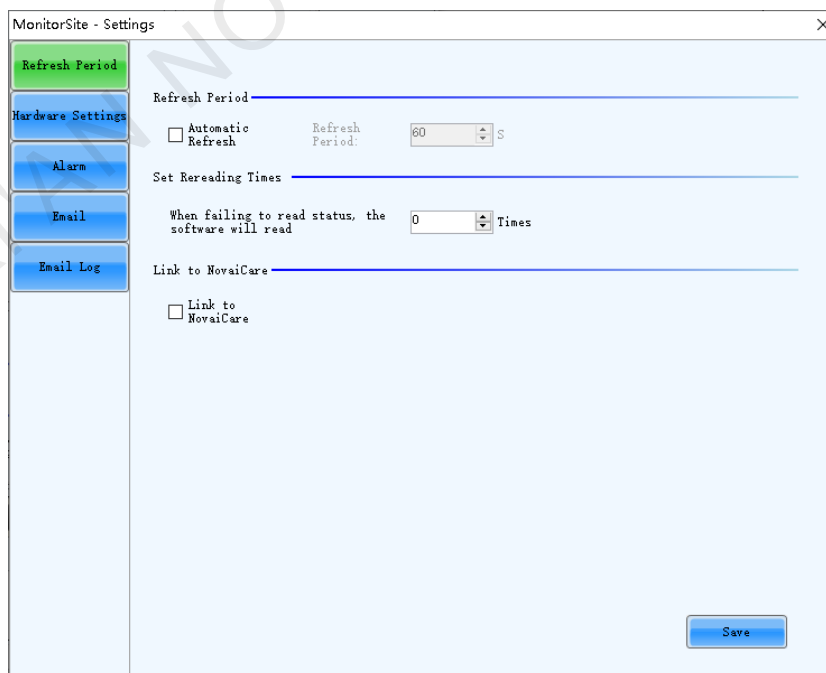 MonitorSite - Settings
Refresh Period
Hardware Settings
Alarm
Email
Email Log
Refresh Period
Automatic
Refresh
Refresh
Period:
60
S
Set Rereading Times
When failing to read status, the
software will read
0
Times
Link to NovaiCare
Link to
NovaiCare
Save